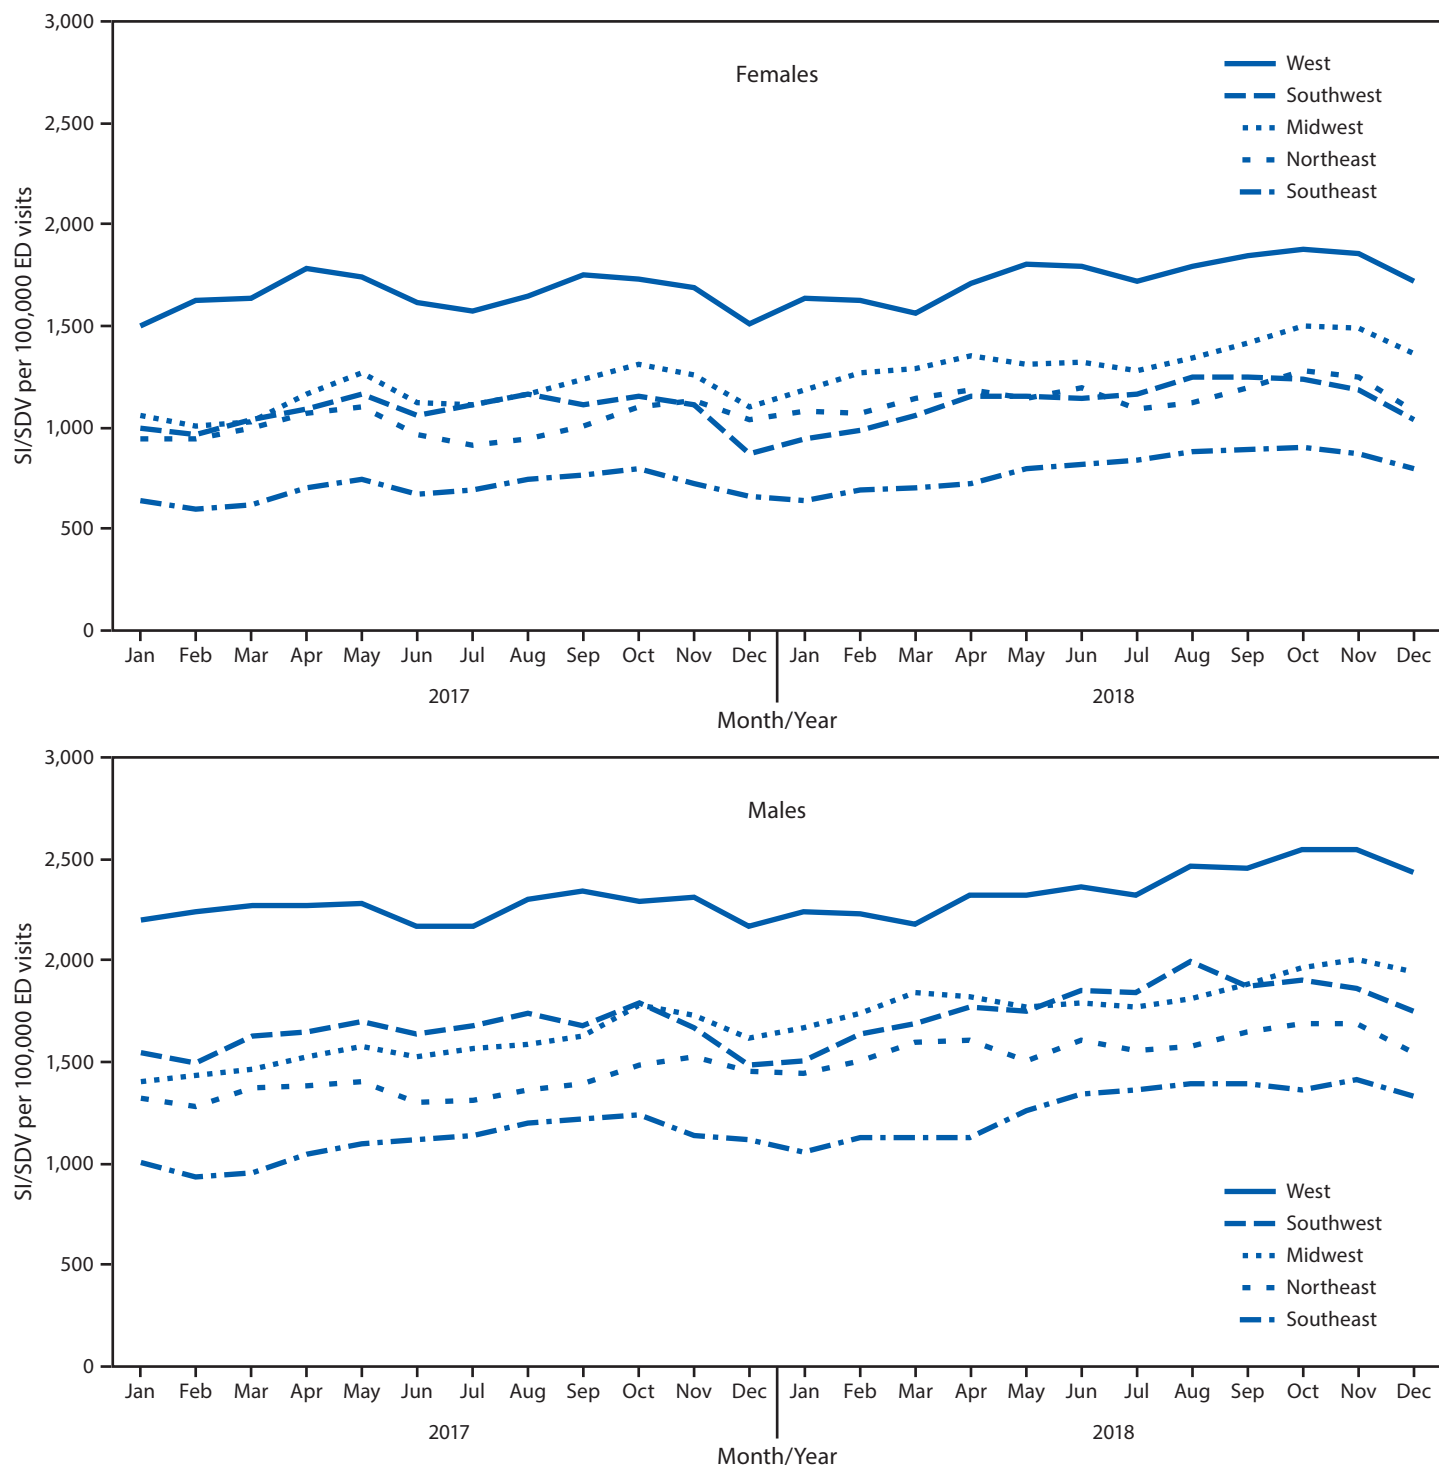 3,000
2,500
2,000
1,500
1,000
500
0
SI/SDV per 100,000 ED visits
Females
West
Southwest
Midwest
Northeast
Southeast
Jan Feb Mar Apr May Jun Jul Aug Sep Oct Nov Dec Jan Feb Mar Apr May Jun Jul Aug Sep Oct Nov Dec
2017 2018
Month/Year
3,000
2,500
2,000
1,500
1,000
500
0
SI/SDV per 100,000 ED visits
Males
West
Southwest
Midwest
Northeast
Southeast
Jan Feb Mar Apr May Jun Jul Aug Sep Oct Nov Dec Jan Feb Mar Apr May Jun Jul Aug Sep Oct Nov Dec
2017 2018
Month/Year